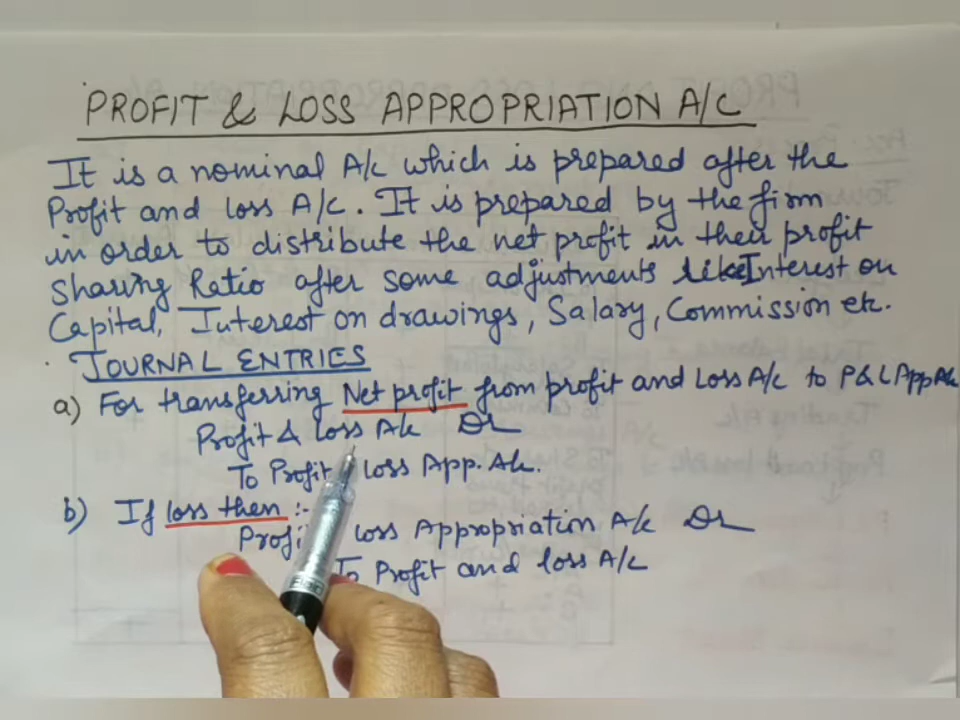 PROFIT & LOSS APPROPRIATION A/C
It is a nominal A/c which is prepared after the
Profit and loss A/c. It is prepared by the firm
in order to distribute the net profit in their profit
Sharing Ratio after some adjustments like Interest on
Capital, Interest on drawings, Salary, Commission etc.
JOURNAL ENTRIES
a) For transferring Net profit from profit and Loss A/c to P & L App A/c
Profit & loss A/c Dr
To Profit loss App. A/c.
b) If loss then :-
loss Appropriation A/c Dr
To Profit and loss A/c